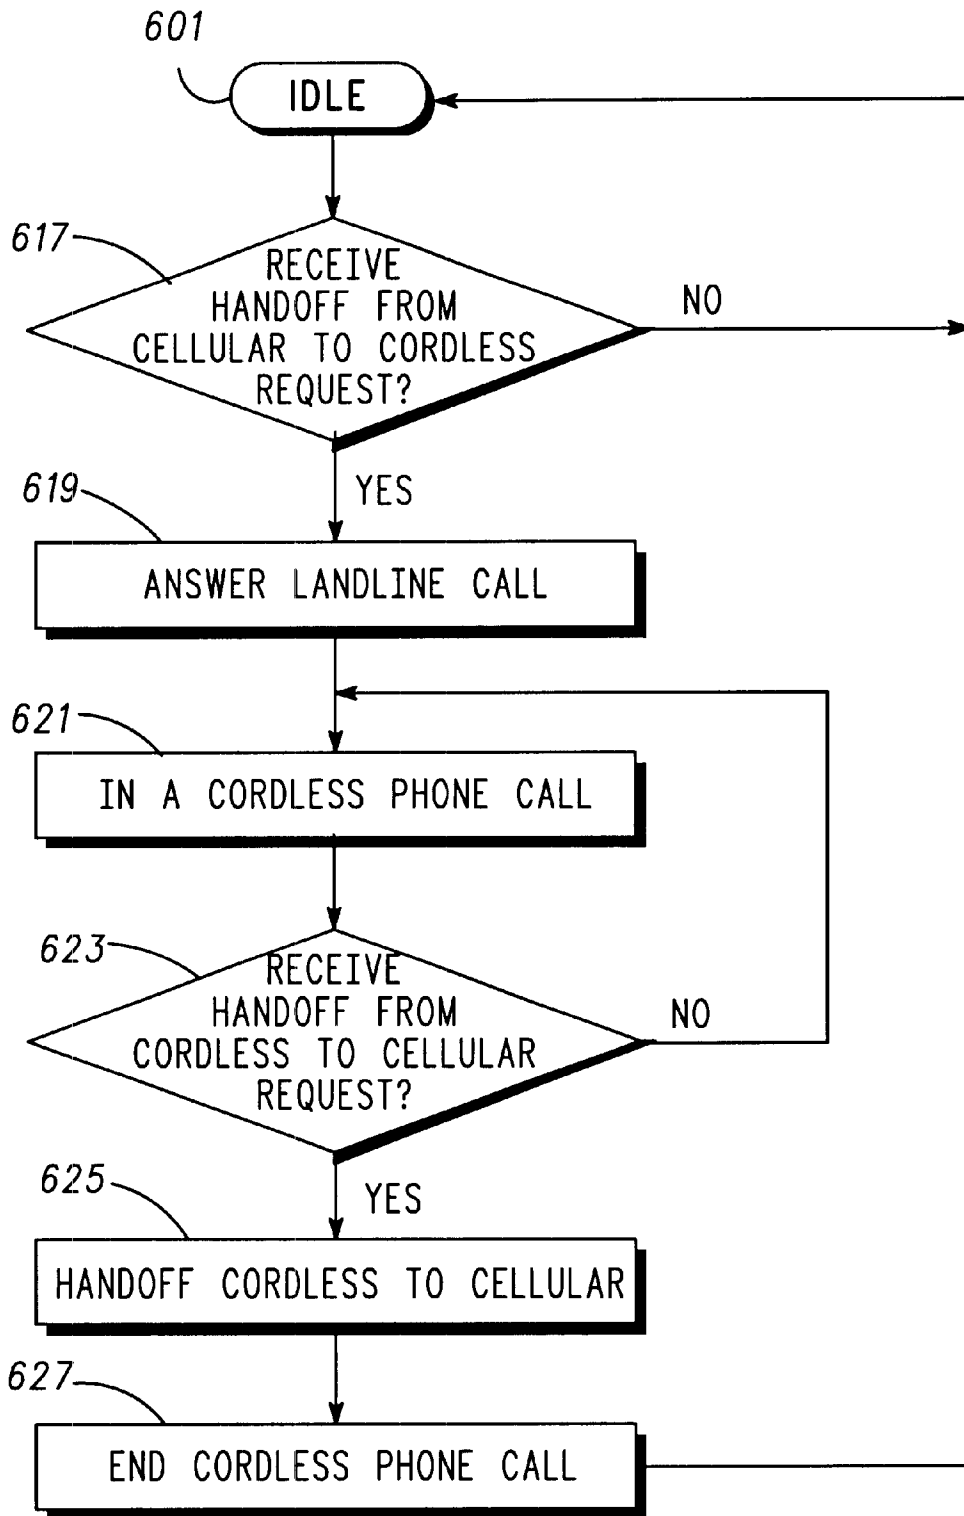 601
IDLE
617
RECEIVE
HANDOFF FROM
CELLULAR TO CORDLESS
REQUEST?
NO
YES
619
ANSWER LANDLINE CALL
621
IN A CORDLESS PHONE CALL
623
RECEIVE
HANDOFF FROM
CORDLESS TO CELLULAR
REQUEST?
NO
YES
625
HANDOFF CORDLESS TO CELLULAR
627
END CORDLESS PHONE CALL